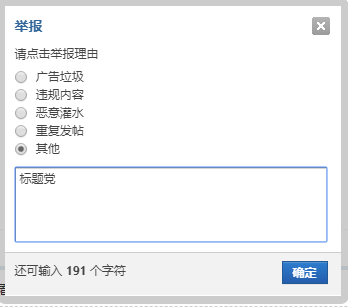 举报
请点击举报理由
广告垃圾
违规内容
恶意灌水
重复发帖
其他
标题党
还可输入 191 个字符
确定